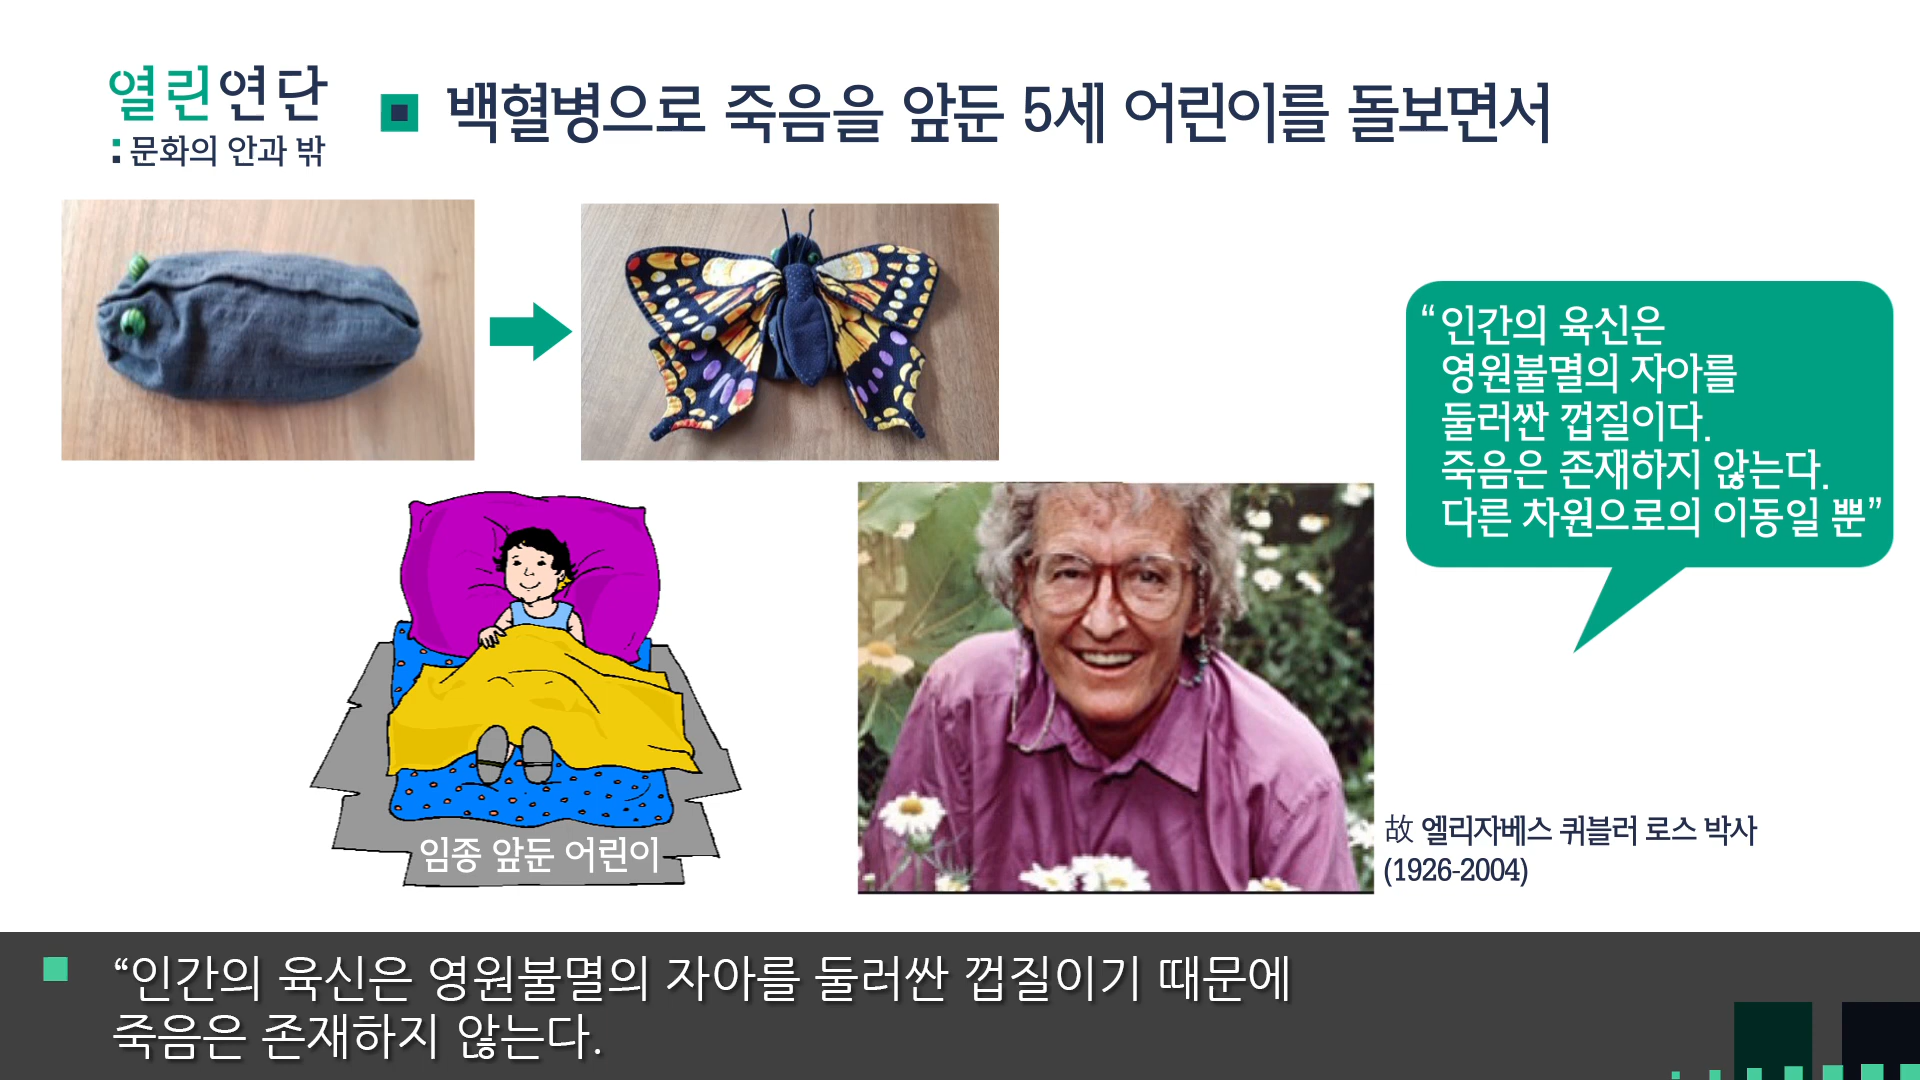 열린연단
:문화의 안과 밖
백혈병으로 죽음을 앞둔 5세 어린이를 돌보면서
“인간의 육신은
영원불멸의 자아를
둘러싼 껍질이다.
죽음은 존재하지 않는다.
다른 차원으로의 이동일 뿐”
임종 앞둔 어린이
故 엘리자베스 퀴블러 로스 박사
(1926-2004)
“인간의 육신은 영원불멸의 자아를 둘러싼 껍질이기 때문에
죽음은 존재하지 않는다.